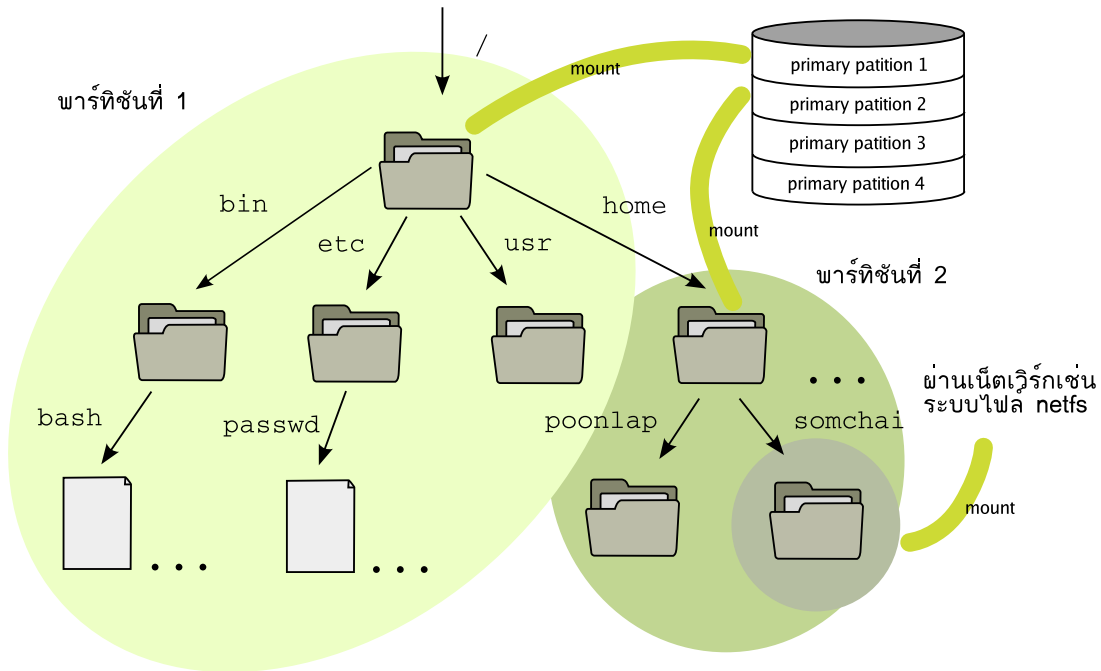 /
mount
primary patition 1
พาร์ทิชันที่ 1
primary patition 2
primary patition 3
primary patition 4
bin
home
etc
usr
mount
พาร์ทิชันที่ 2
...
ผ่านเน็ตเวิร์กเช่น
ระบบไฟล์ netfs
bash
passwd
poonlap
somchai
mount
...
...